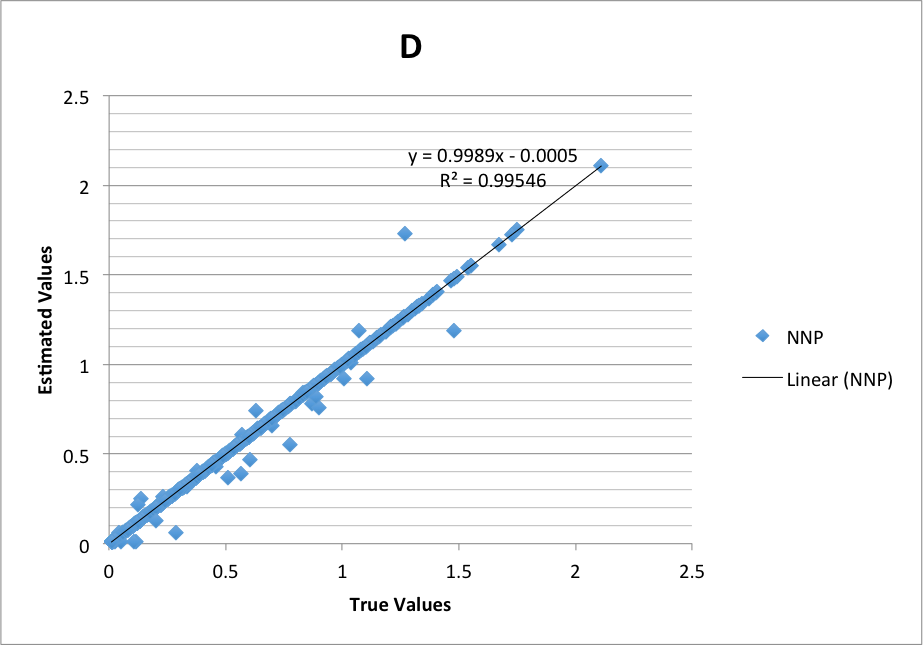 D
2.5
2
1.5
1
0.5
0
0
0.5
1
1.5
2
2.5
y = 0.9989x - 0.0005
R² = 0.99546
Estimated Values
True Values
NNP
Linear (NNP)